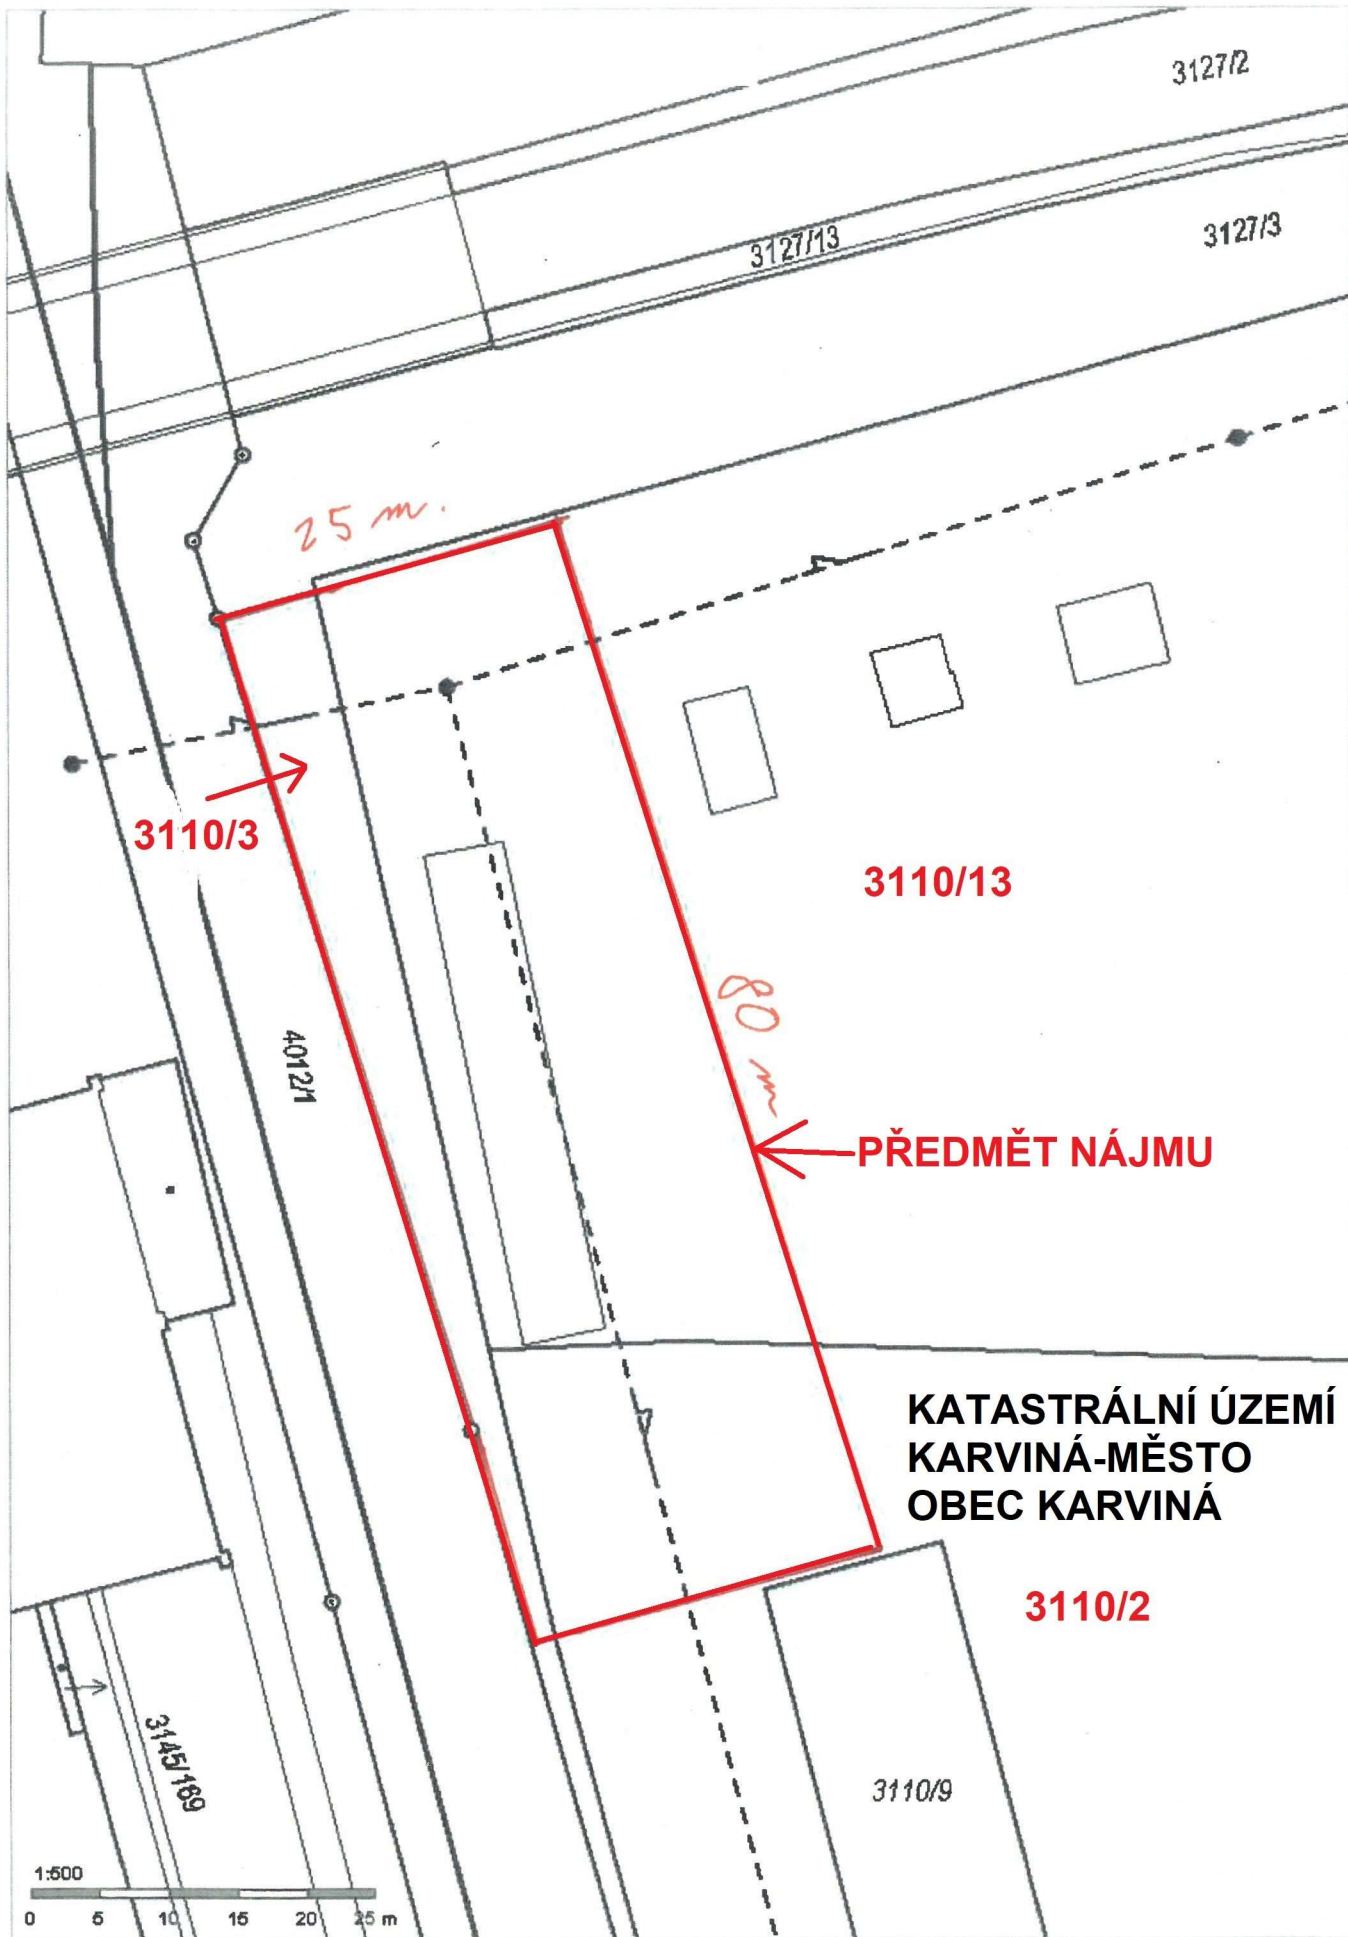 3127/2
3127/3
3127/13
25 m.
3110/3
3110/13
80 m
4012/1
PŘEDMĚT NÁJMU
KATASTRÁLNÍ ÚZEMÍ
KARVINÁ-MĚSTO
OBEC KARVINÁ
3110/2
3145/189
3110/9
1:500
0 5 10 15 20 25 m